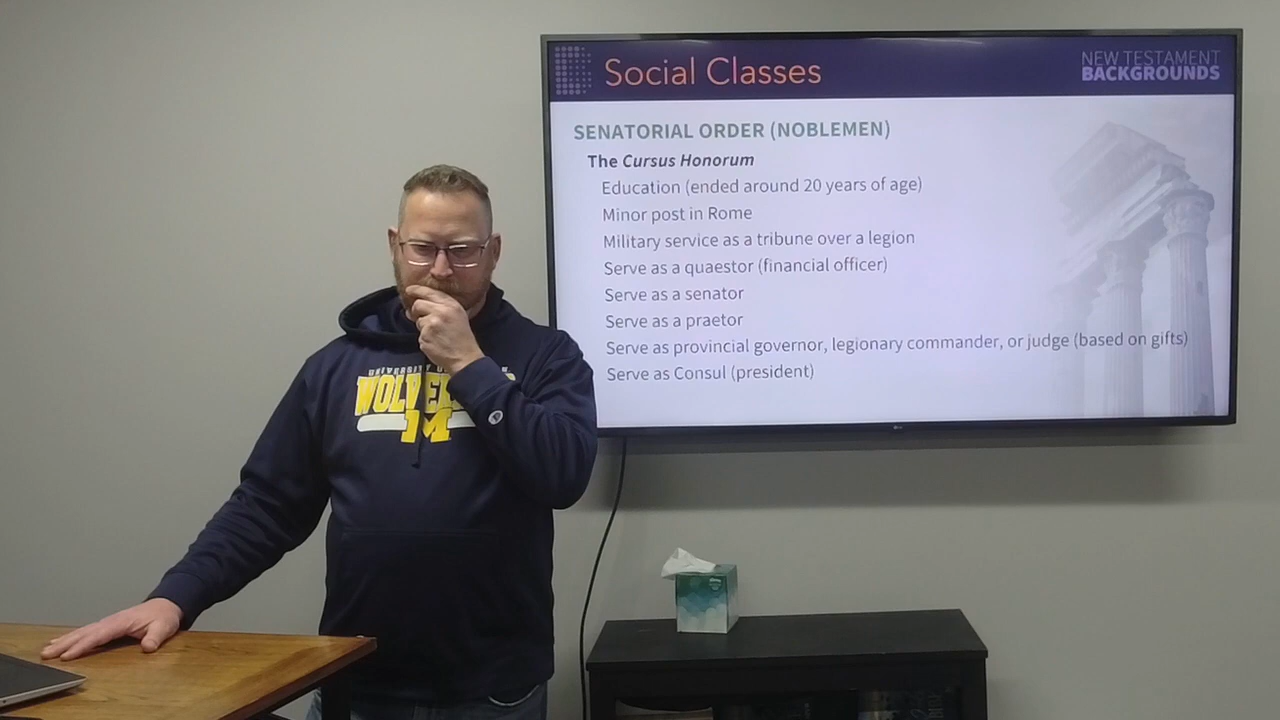 Social Classes
NEW TESTAMENT
BACKGROUNDS
SENATORIAL ORDER (NOBLEMEN)
The Cursus Honorum
Education (ended around 20 years of age)
Minor post in Rome
Military service as a tribune over a legion
Serve as a quaestor (financial officer)
Serve as a senator
Serve as a praetor
Serve as provincial governor, legionary commander, or judge (based on gifts)
Serve as Consul (president)
UNIVERSITY
M